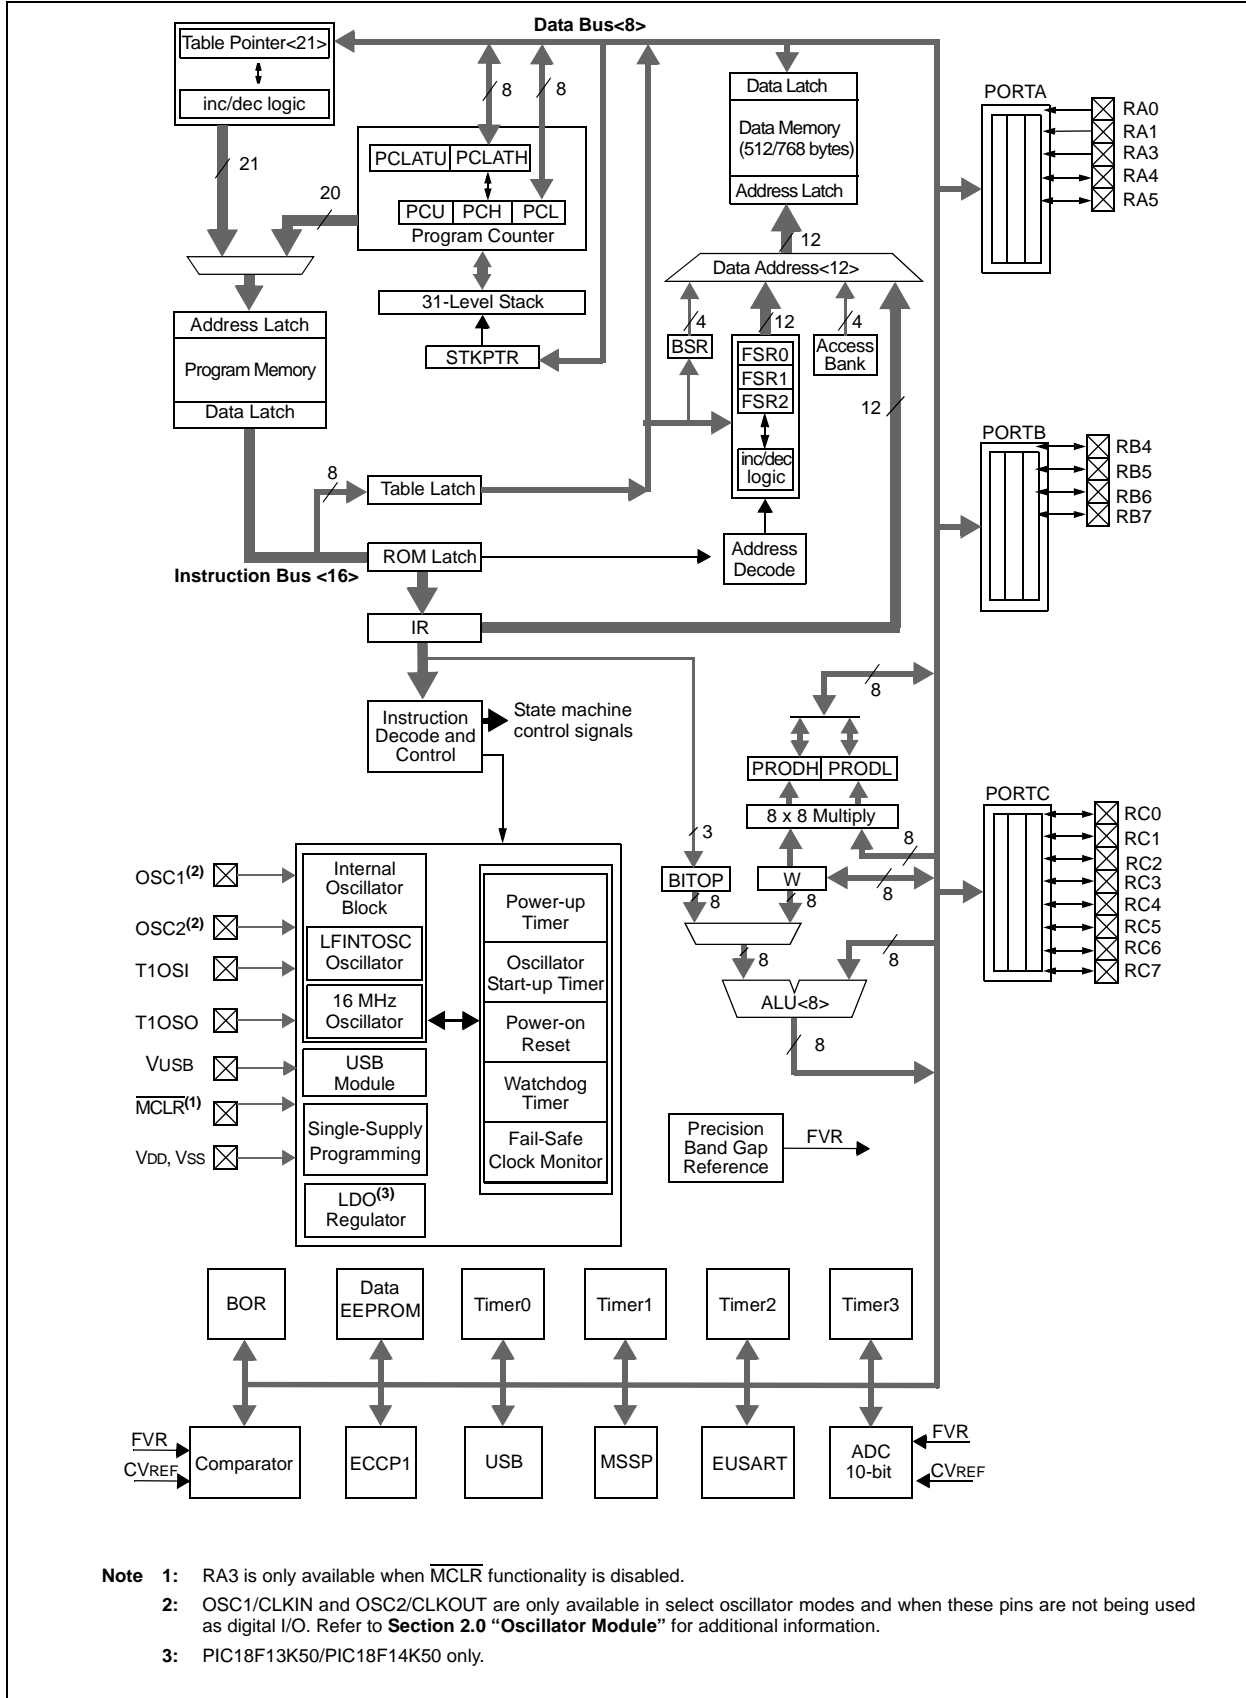 Data Bus<8>
Table Pointer<21>
inc/dec logic
21
20
8
8
PCLATU
PCLATH
PCU
PCH
PCL
Program Counter
31-Level Stack
STKPTR
Data Latch
Data Memory
(512/768 bytes)
Address Latch
12
Data Address<12>
4
12
4
BSR
FSR0
FSR1
FSR2
inc/dec
logic
Access
Bank
12
Address
Decode
PORTA
RA0
RA1
RA3
RA4
RA5
PORTB
RB4
RB5
RB6
RB7
Address Latch
Program Memory
Data Latch
8
Table Latch
ROM Latch
Instruction Bus <16>
IR
Instruction
Decode and
Control
State machine
control signals
8
PRODH
PRODL
8 x 8 Multiply
3
8
BITOP
W
8
8
8
8
8
ALU<8>
8
PORTC
RC0
RC1
RC2
RC3
RC4
RC5
RC6
RC7
OSC1(2)
OSC2(2)
T1OSI
T1OSO
VUSB
MCLR(1)
VDD, VSS
Internal
Oscillator
Block
LFINTOSC
Oscillator
16 MHz
Oscillator
USB
Module
Single-Supply
Programming
LDO(3)
Regulator
Power-up
Timer
Oscillator
Start-up Timer
Power-on
Reset
Watchdog
Timer
Fail-Safe
Clock Monitor
Precision
Band Gap
Reference
FVR
BOR
Data
EEPROM
Timer0
Timer1
Timer2
Timer3
FVR
CVREF
Comparator
ECCP1
USB
MSSP
EUSART
ADC
10-bit
FVR
CVREF
Note 1: RA3 is only available when MCLR functionality is disabled.
2: OSC1/CLKIN and OSC2/CLKOUT are only available in select oscillator modes and when these pins are not being used
as digital I/O. Refer to Section 2.0 “Oscillator Module” for additional information.
3: PIC18F13K50/PIC18F14K50 only.